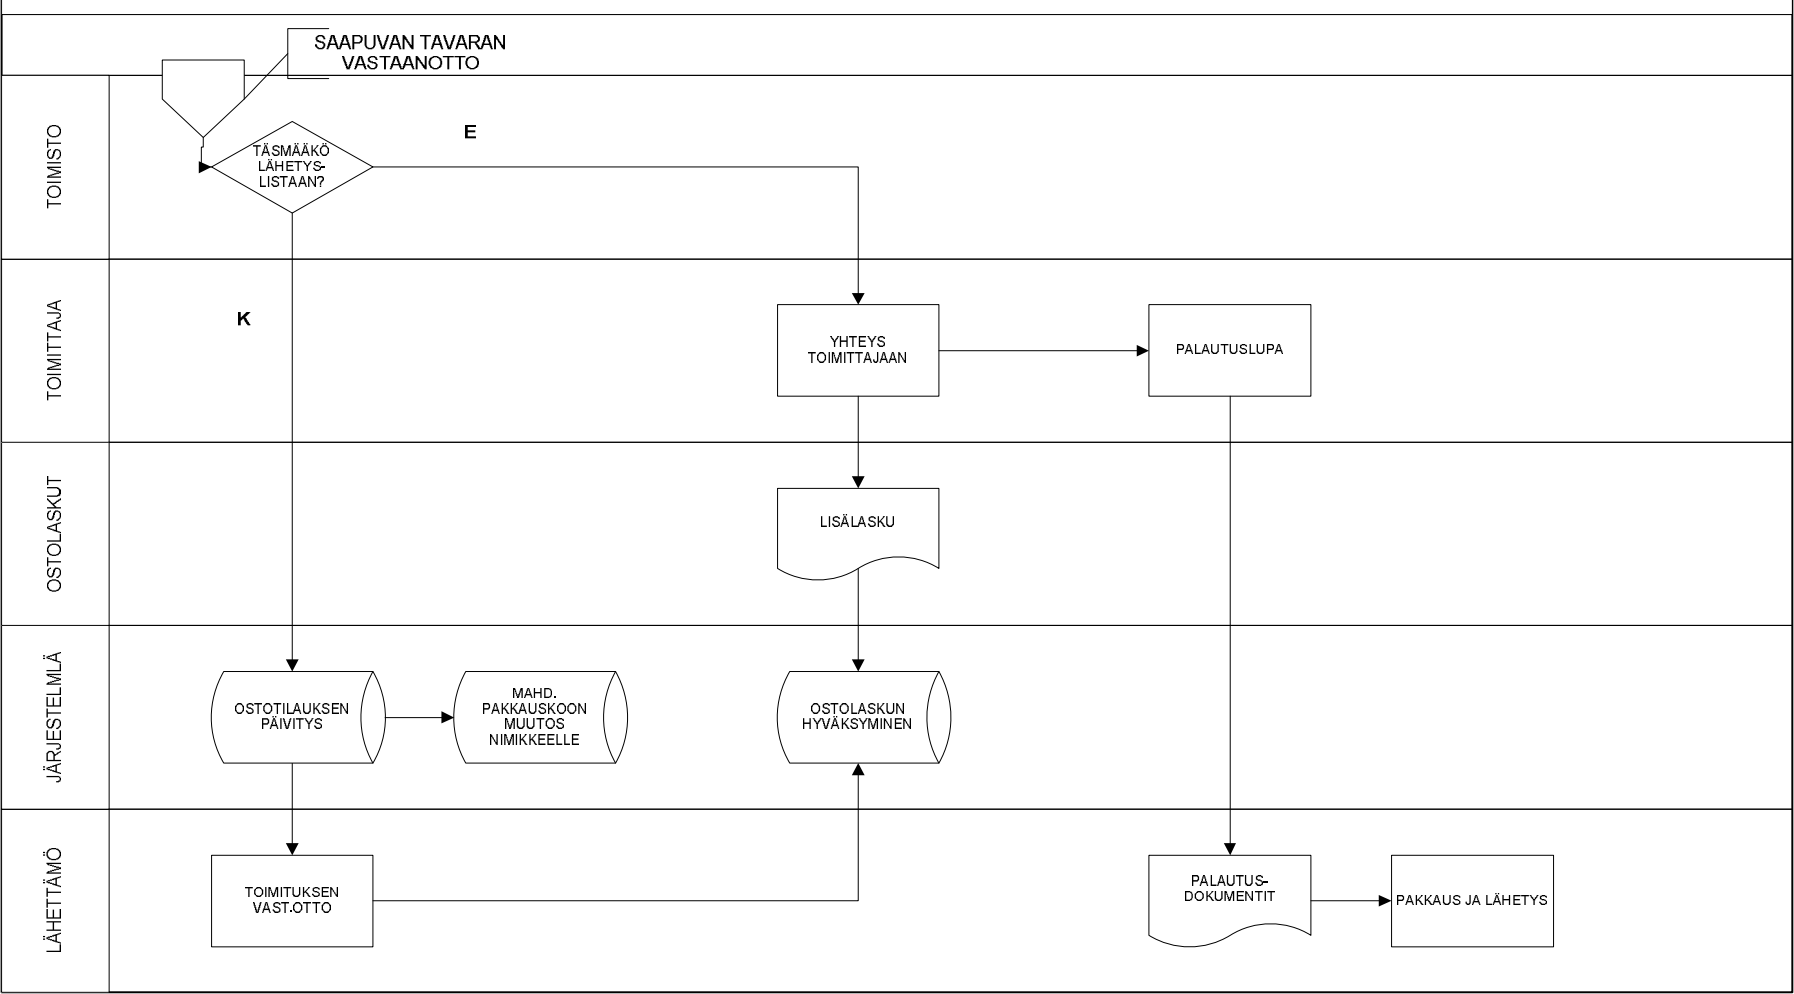 SAAPUVAN TAVARAN
VASTAANOTTO
TOIMISTO
TÄSMÄÄKÖ
LÄHETYS-
LISTAAN?
E
TOIMITTAJA
K
YHTEYS
TOIMITTAJAAN
PALAUTUSLUPA
OSTOLASKUT
LISÄLASKU
JÄRJESTELMLÄ
OSTOTILAUKSEN
PÄIVITYS
MAHD.
PAKKAUSKOON
MUUTOS
NIMIKKEELLE
OSTOLASKUN
HYVÄKSYMINEN
LÄHETTÄMÖ
TOIMITUKSEN
VAST.OTTO
PALAUTUS-
DOKUMENTIT
PAKKAUS JA LÄHETYS